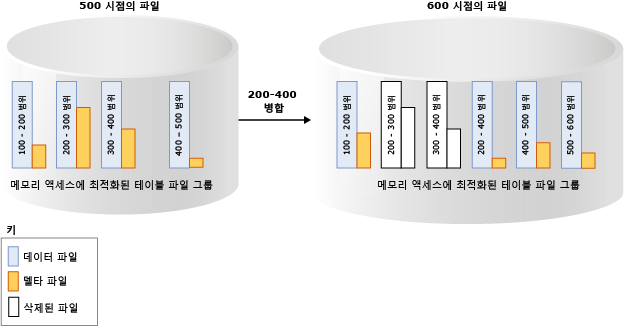 500 시점의 파일
600 시점의 파일
100 - 200 범위
200 - 300 범위
300 - 400 범위
400 – 500 범위
메모리 액세스에 최적화된 테이블 파일 그룹
200-400
병합
100 - 200 범위
200 - 300 범위
300 - 400 범위
200 - 400 범위
400 - 500 범위
500 - 600 범위
메모리 액세스에 최적화된 테이블 파일 그룹
키
데이터 파일
델타 파일
삭제된 파일